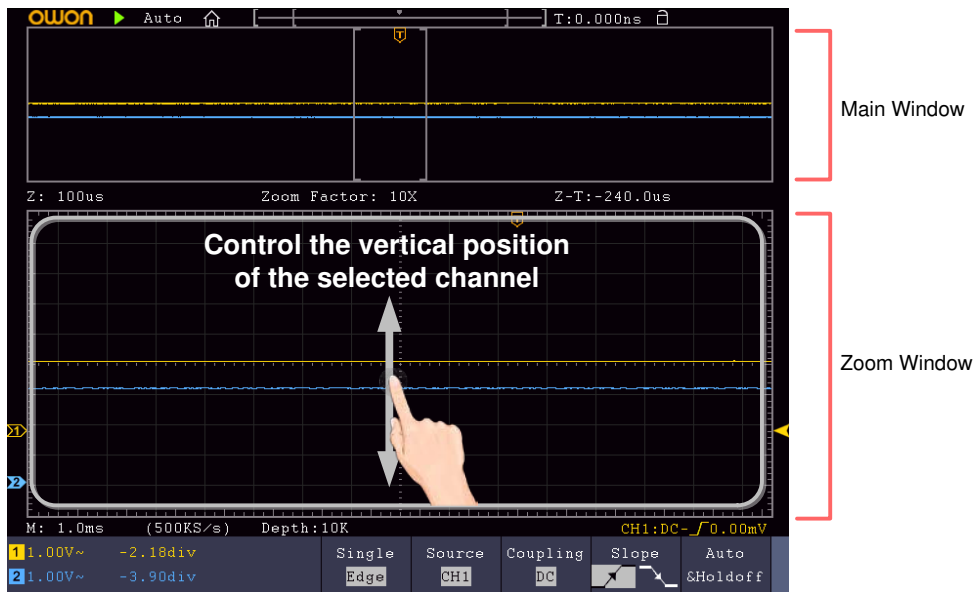 OWON Auto T:0.000ns
T
Main Window
Z: 100us Zoom Factor: 10X Z-T:-240.0us
T
Control the vertical position
of the selected channel
Zoom Window
1
2
M: 1.0ms (500KS/s) Depth:10K CH1:DC- 0.00mV
1 1.00V~ -2.18div Single Source Coupling Slope Auto
2 1.00V~ -3.90div Edge CH1 DC &Holdoff